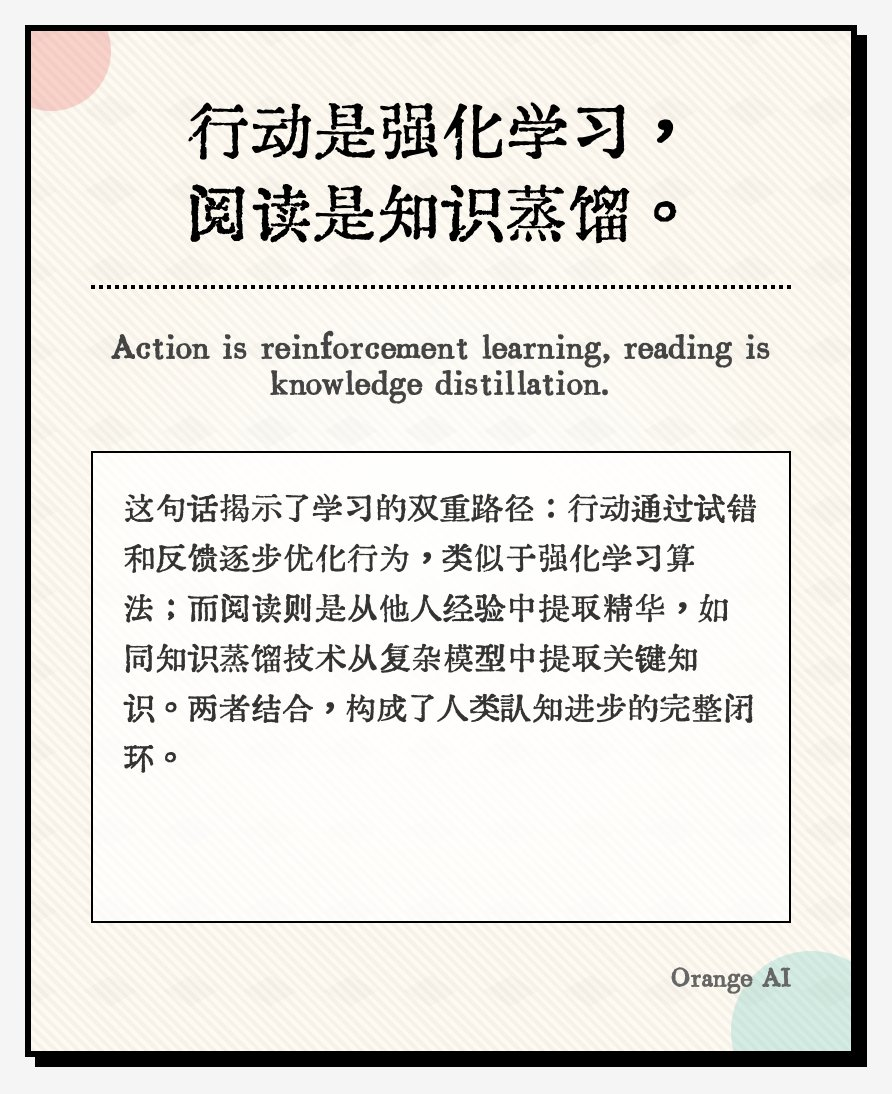 行动是强化学习，
阅读是知识蒸馏。
Action is reinforcement learning, reading is
knowledge distillation.
这句话揭示了学习的双重路径：行动通过试错
和反馈逐步优化行为，类似于强化学习算
法；而阅读则是从他人经验中提取精华，如
同知识蒸馏技术从复杂模型中提取关键知
识。两者结合，构成了人类認知进步的完整闭
环。
Orange AI